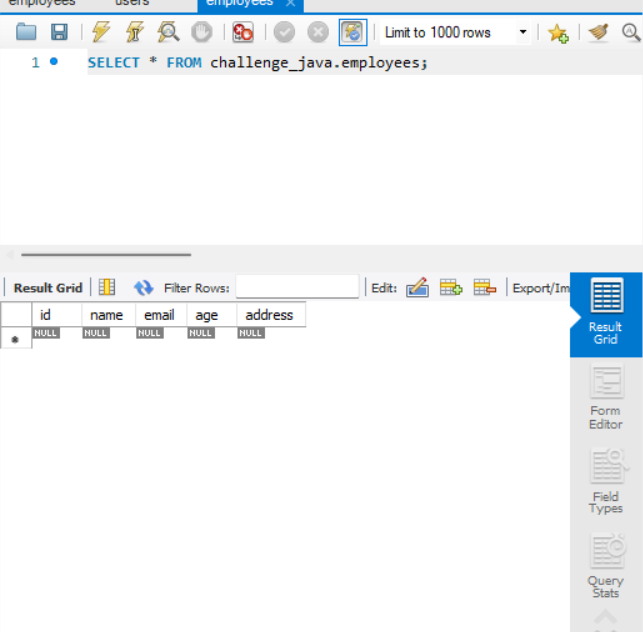 employees users employees
Limit to 1000 rows
1 SELECT * FROM challenge_java.employees;
Result Grid Filter Rows: Edit: Export/Im
id name email age address
NULL NULL NULL NULL NULL
Result
Grid
Form
Editor
Field
Types
Query
Stats